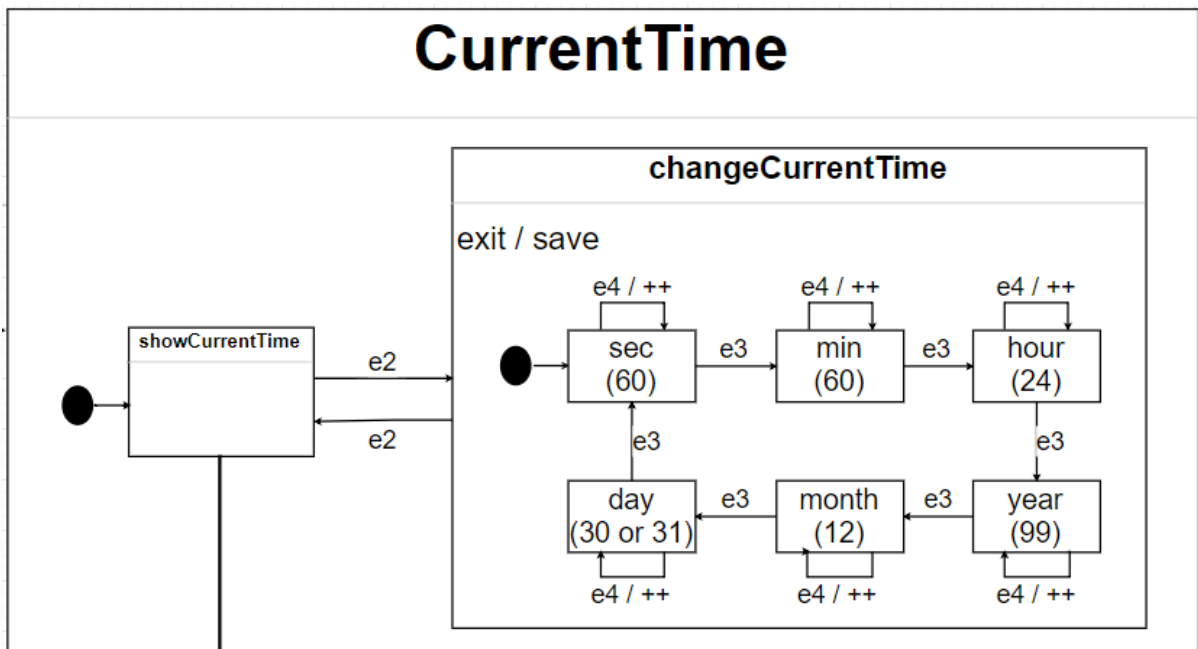 CurrentTime
changeCurrentTime
exit / save
e4 / ++
e4 / ++
e4 / ++
showCurrentTime
sec
(60)
e3
min
(60)
e3
hour
(24)
e2
e2
e3
e3
day
(30 or 31)
e3
month
(12)
e3
year
(99)
e4 / ++
e4 / ++
e4 / ++